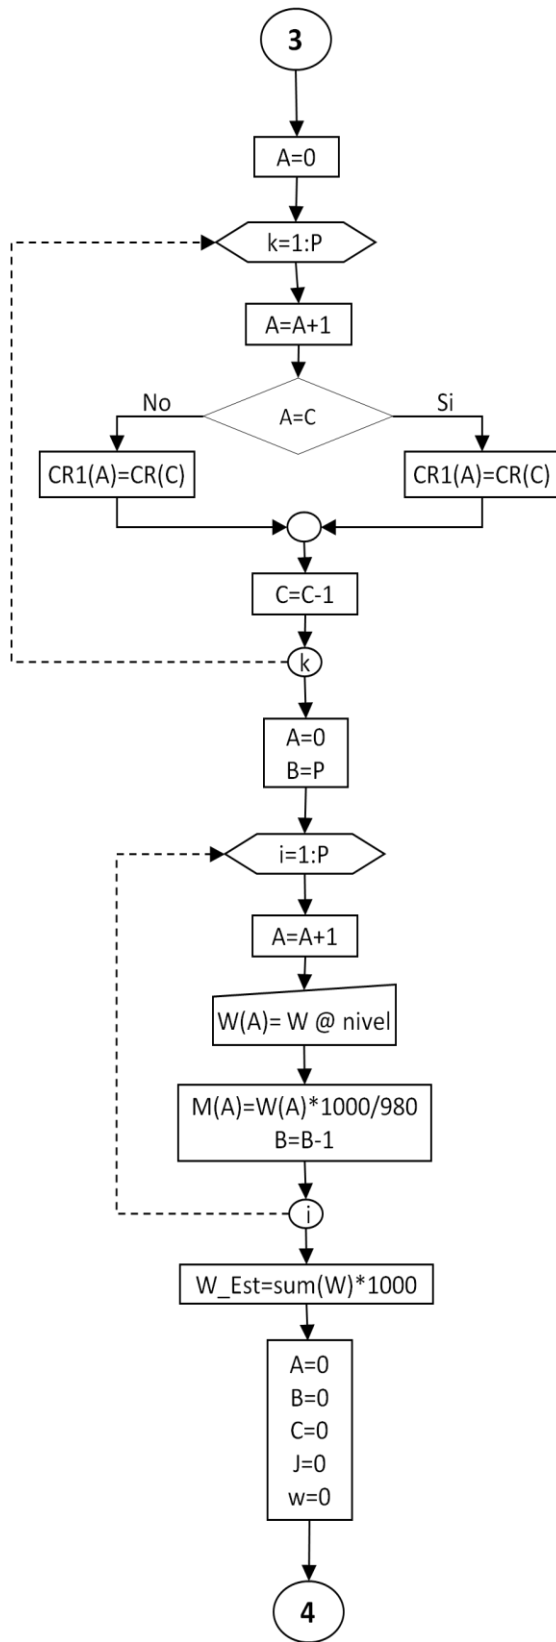 3
A=0
k=1:P
A=A+1
A=C
No
Si
CR1(A)=CR(C)
CR1(A)=CR(C)
C=C-1
k
A=0
B=P
i=1:P
A=A+1
W(A)= W @ nivel
M(A)=W(A)*1000/980
B=B-1
i
W_Est=sum(W)*1000
A=0
B=0
C=0
J=0
w=0
4